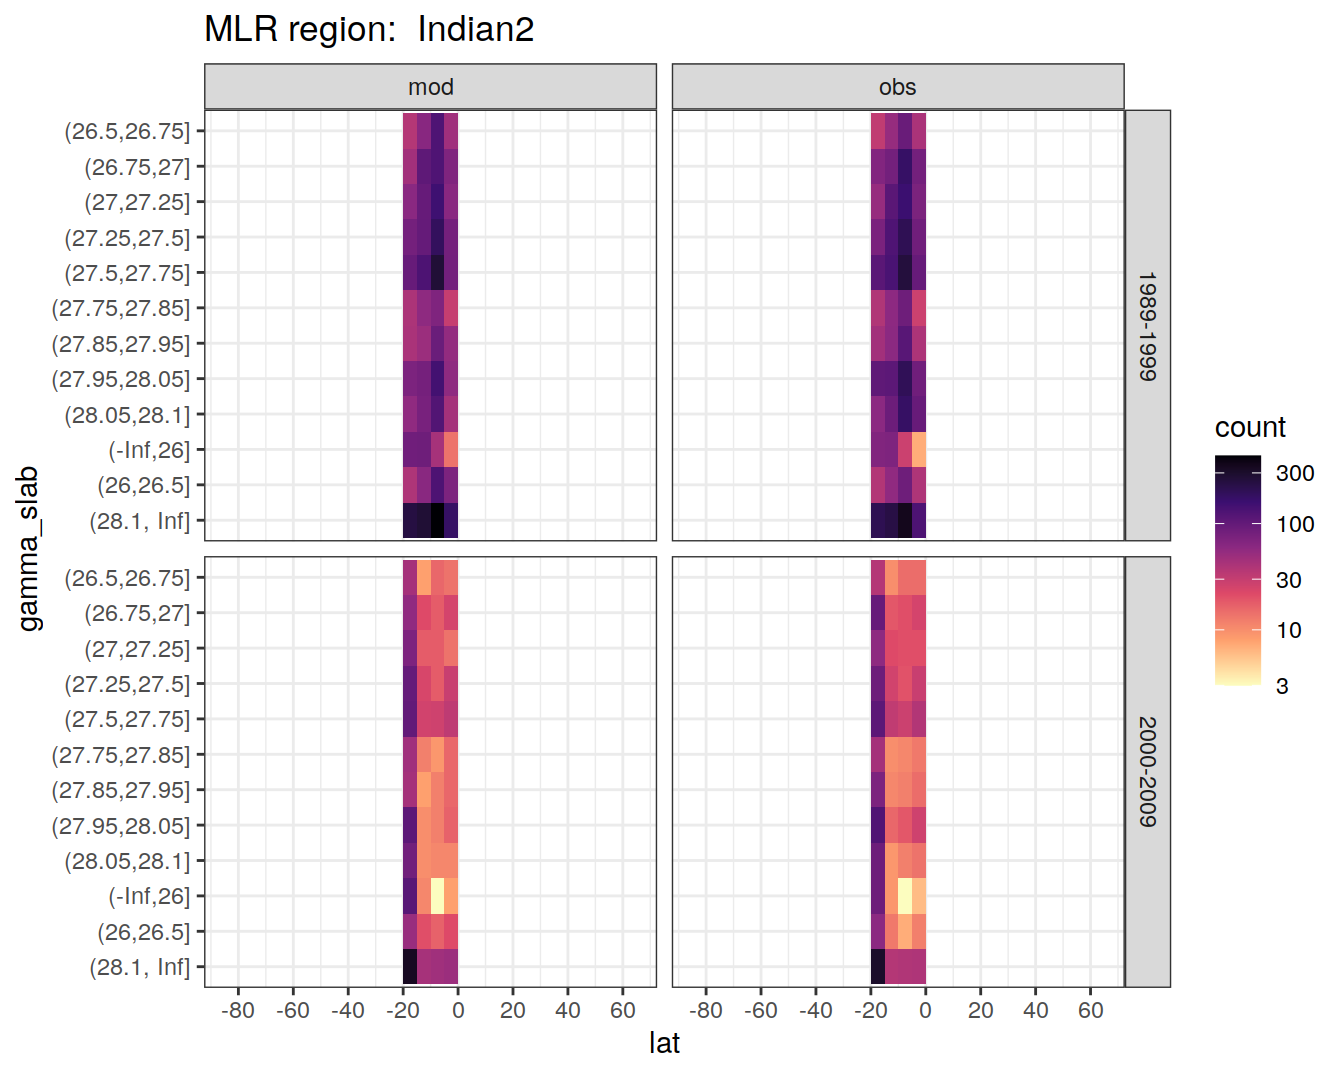 MLR region:  Indian2
mod
obs
(26.5,26.75]
(26.75,27]
(27,27.25]
(27.25,27.5]
(27.5,27.75]
(27.75,27.85]
(27.85,27.95]
(27.95,28.05]
(28.05,28.1]
(-Inf,26]
(26,26.5]
(28.1, Inf]
1989-1999
(26.5,26.75]
(26.75,27]
(27,27.25]
(27.25,27.5]
(27.5,27.75]
(27.75,27.85]
(27.85,27.95]
(27.95,28.05]
(28.05,28.1]
(-Inf,26]
(26,26.5]
(28.1, Inf]
2000-2009
gamma_slab
-80 -60 -40 -20 0 20 40 60
-80 -60 -40 -20 0 20 40 60
lat
count
300
100
30
10
3